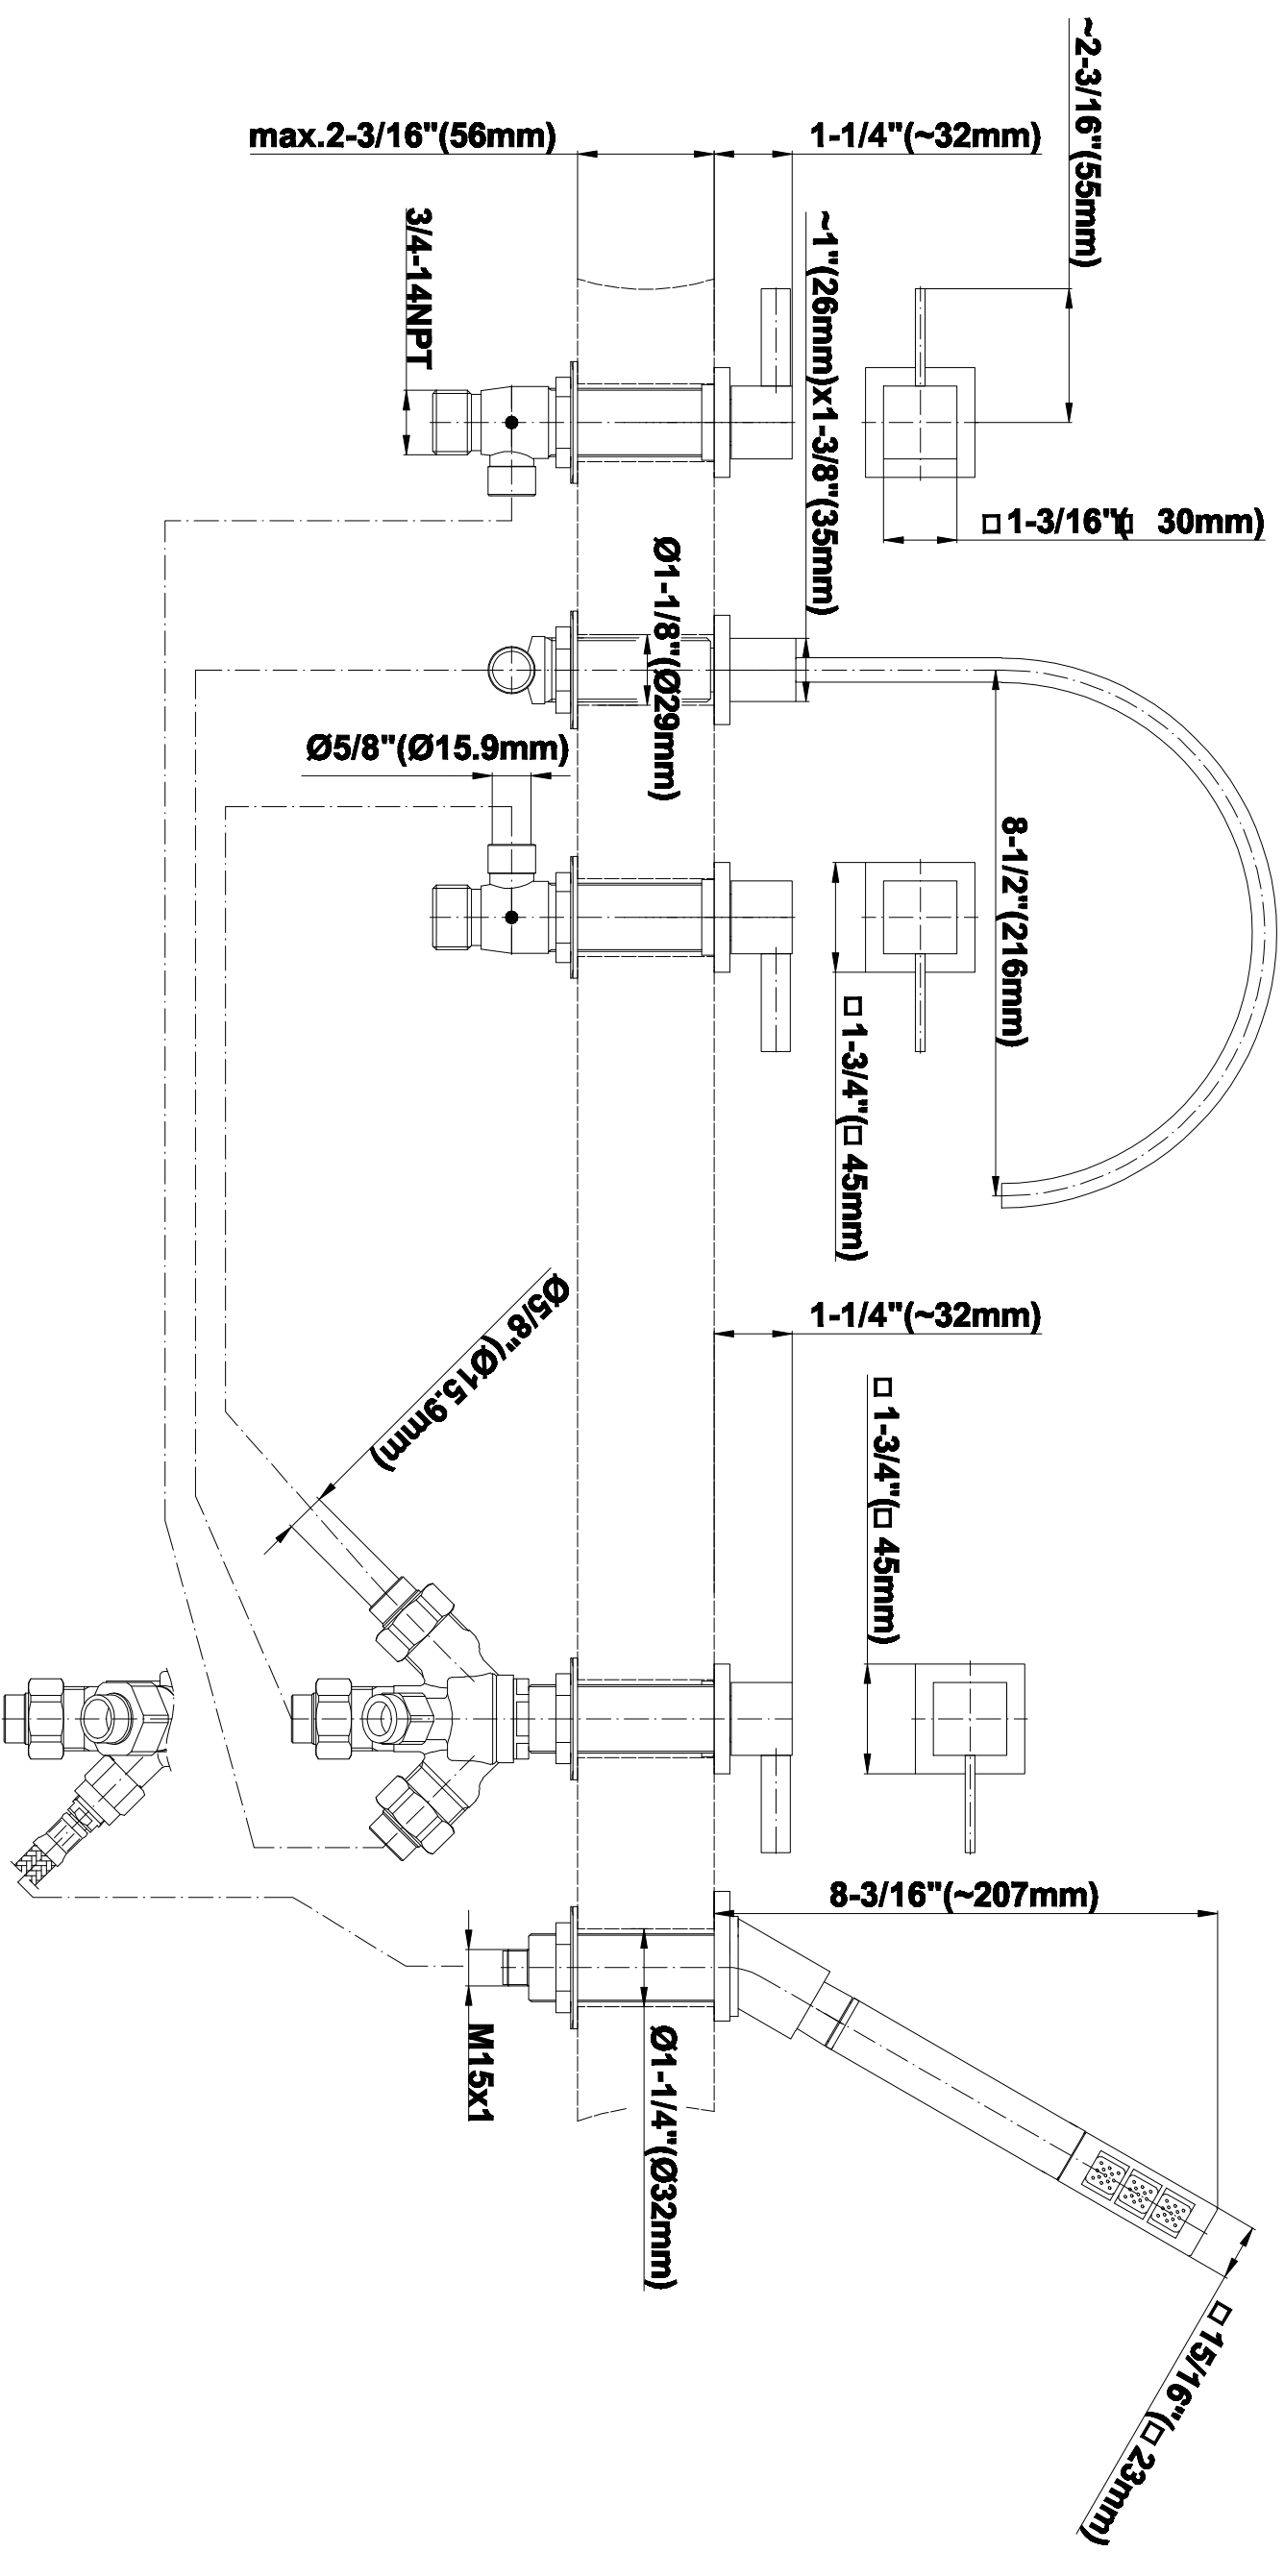 ~2-3/16"(55mm)
max.2-3/16"(56mm)
1-1/4"(~32mm)
3/4-14NPT
~1"(26mm)x1-3/8"(35mm)
□ 1-3/16"(□ 30mm)
Ø1-1/8"(Ø29mm)
Ø5/8"(Ø15.9mm)
8-1/2"(216mm)
□ 1-3/4"(□ 45mm)
Ø5/8"(Ø15.9mm)
1-1/4"(~32mm)
□ 1-3/4"(□ 45mm)
8-3/16"(~207mm)
M15x1
Ø1-1/4"(Ø32mm)
□ 15/16"(□ 23mm)